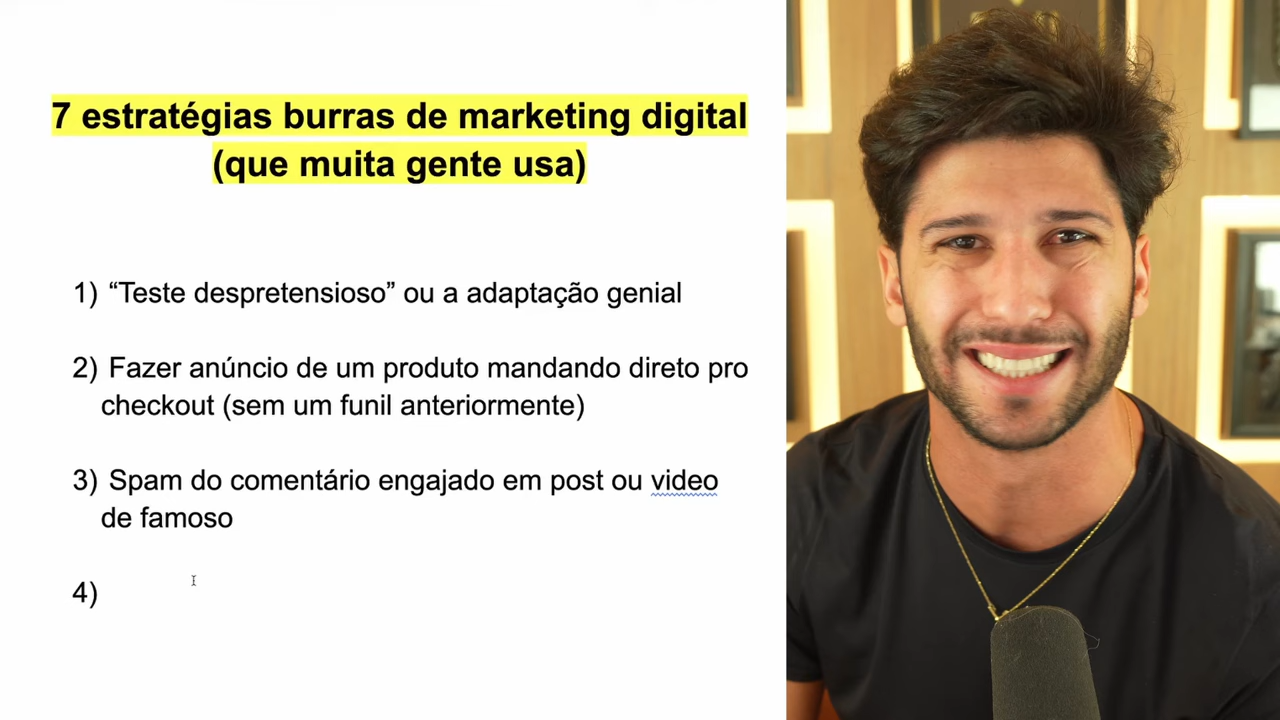 7 estratégias burras de marketing digital
(que muita gente usa)
1) “Teste despretensioso” ou a adaptação genial
2) Fazer anúncio de um produto mandando direto pro
checkout (sem um funil anteriormente)
3) Spam do comentário engajado em post ou video
de famoso
4)